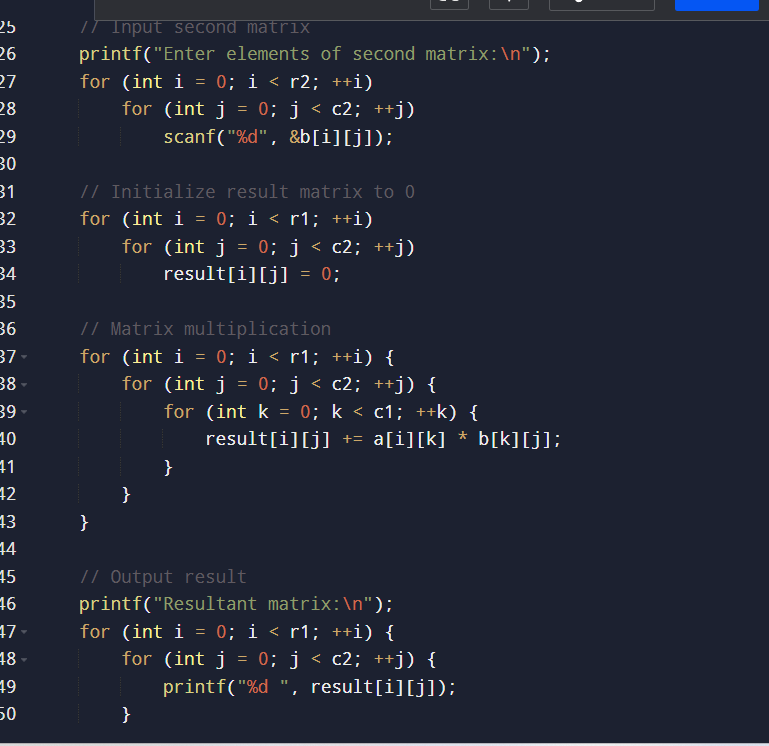 25 // Input second matrix
26 printf("Enter elements of second matrix:\n");
27 for (int i = 0; i < r2; ++i)
28 for (int j = 0; j < c2; ++j)
29 scanf("%d", &b[i][j]);
30
31 // Initialize result matrix to 0
32 for (int i = 0; i < r1; ++i)
33 for (int j = 0; j < c2; ++j)
34 result[i][j] = 0;
35
36 // Matrix multiplication
37 for (int i = 0; i < r1; ++i) {
38 for (int j = 0; j < c2; ++j) {
39 for (int k = 0; k < c1; ++k) {
40 result[i][j] += a[i][k] * b[k][j];
41 }
42 }
43 }
44
45 // Output result
46 printf("Resultant matrix:\n");
47 for (int i = 0; i < r1; ++i) {
48 for (int j = 0; j < c2; ++j) {
49 printf("%d ", result[i][j]);
50 }